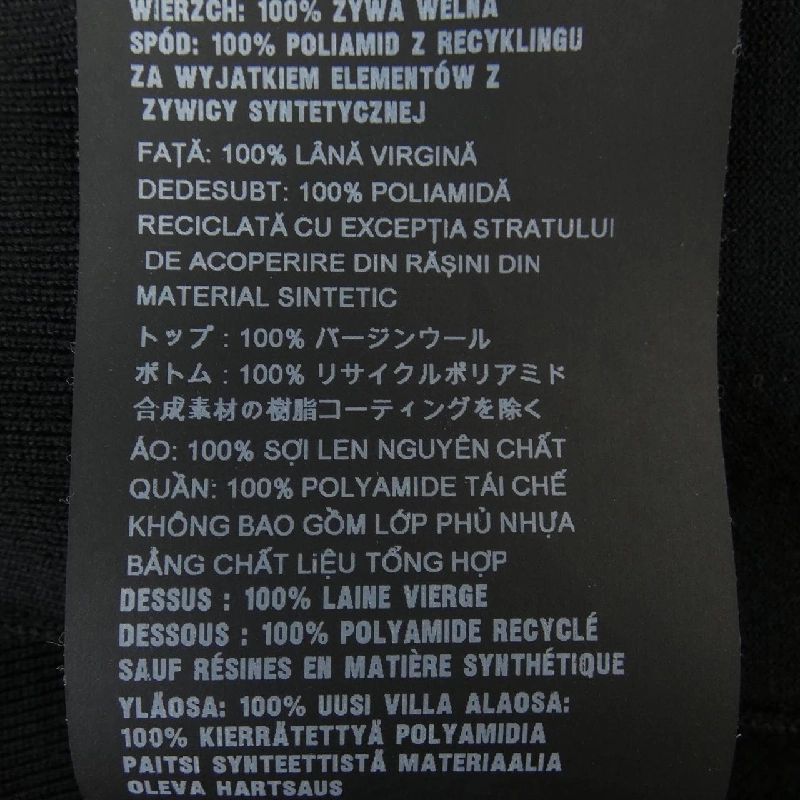 WIERZCH: 100% ŻYWA WEŁNA
SPÓD: 100% POLIAMID Z RECYKLINGU
ZA WYJATKIEM ELEMENTÓW Z
ZYWICY SYNTETYCZNEJ
FAȚĂ: 100% LÂNĂ VIRGINĂ
DEDESUBT: 100% POLIAMIDĂ
RECICLATĂ CU EXCEPȚIA STRATULUI
DE ACOPERIRE DIN RĂȘINI DIN
MATERIAL SINTETIC
トップ : 100% バージンウール
ボトム : 100% リサイクルポリアミド
合成素材の樹脂コーティングを除く
ÁO: 100% SỢI LEN NGUYÊN CHẤT
QUẦN: 100% POLYAMIDE TÁI CHẾ
KHÔNG BAO GỒM LỚP PHỦ NHỰA
BẰNG CHẤT LIỆU TỔNG HỢP
DESSUS : 100% LAINE VIERGE
DESSOUS : 100% POLYAMIDE RECYCLÉ
SAUF RÉSINES EN MATIÈRE SYNTHÉTIQUE
YLÄOSA: 100% UUSI VILLA ALAOSA:
100% KIERRÄTETTYÄ POLYAMIDIA
PAITSI SYNTEETTISTÄ MATERIAALIA
OLEVA HARTSAUS